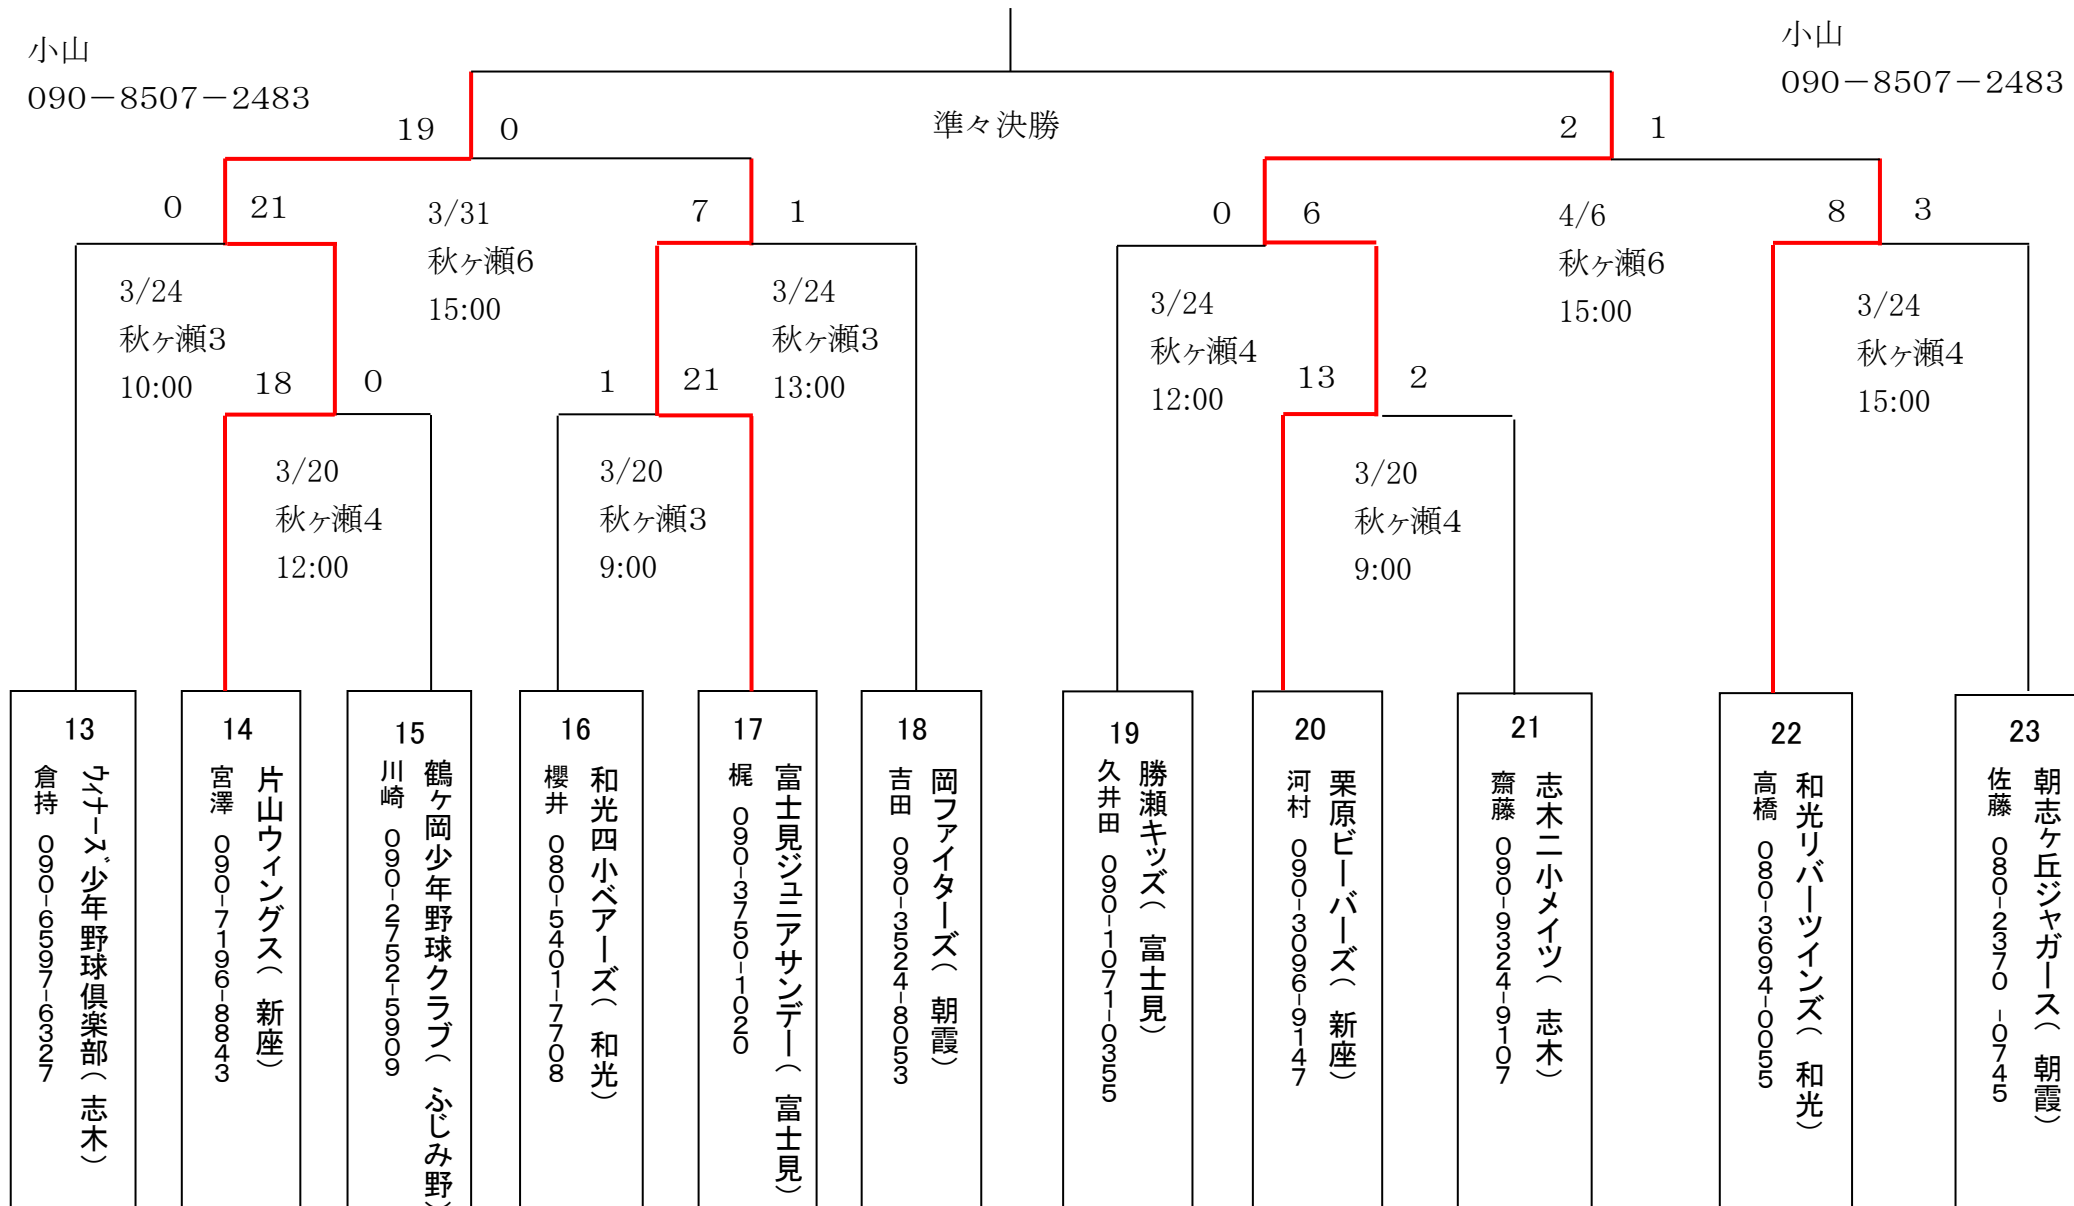 小山
090－8507－2483
小山
090－8507－2483
準々決勝
19 0
2 1
0 21
3/31
秋ヶ瀬6
15:00
7 1
0 6
4/6
秋ヶ瀬6
15:00
8 3
3/24
秋ヶ瀬3
10:00
3/24
秋ヶ瀬3
13:00
3/24
秋ヶ瀬4
12:00
3/24
秋ヶ瀬4
15:00
18 0
1 21
13 2
3/20
秋ヶ瀬4
12:00
3/20
秋ヶ瀬3
9:00
3/20
秋ヶ瀬4
9:00
13
ウィナーズ少年野球倶楽部（志木）
倉持 090-6597-6327
14
片山ウィングス（新座）
宮澤 090-7196-8843
15
鶴ヶ岡少年野球クラブ（ふじみ野）
川崎 090-2752-5909
16
和光四小ベアーズ（和光）
櫻井 080-5401-7708
17
富士見ジュニアサンデー（富士見）
梶 090-3750-1020
18
岡ファイターズ（朝霞）
吉田 090-3524-8053
19
勝瀬キッズ（富士見）
久井田 090-1071-0355
20
栗原ビーバーズ（新座）
河村 090-3096-9147
21
志木二小メイツ（志木）
齋藤 090-9324-9107
22
和光リバーツインズ（和光）
高橋 080-3694-0055
23
朝志ヶ丘ジャガース（朝霞）
佐藤 080-2370 -0745